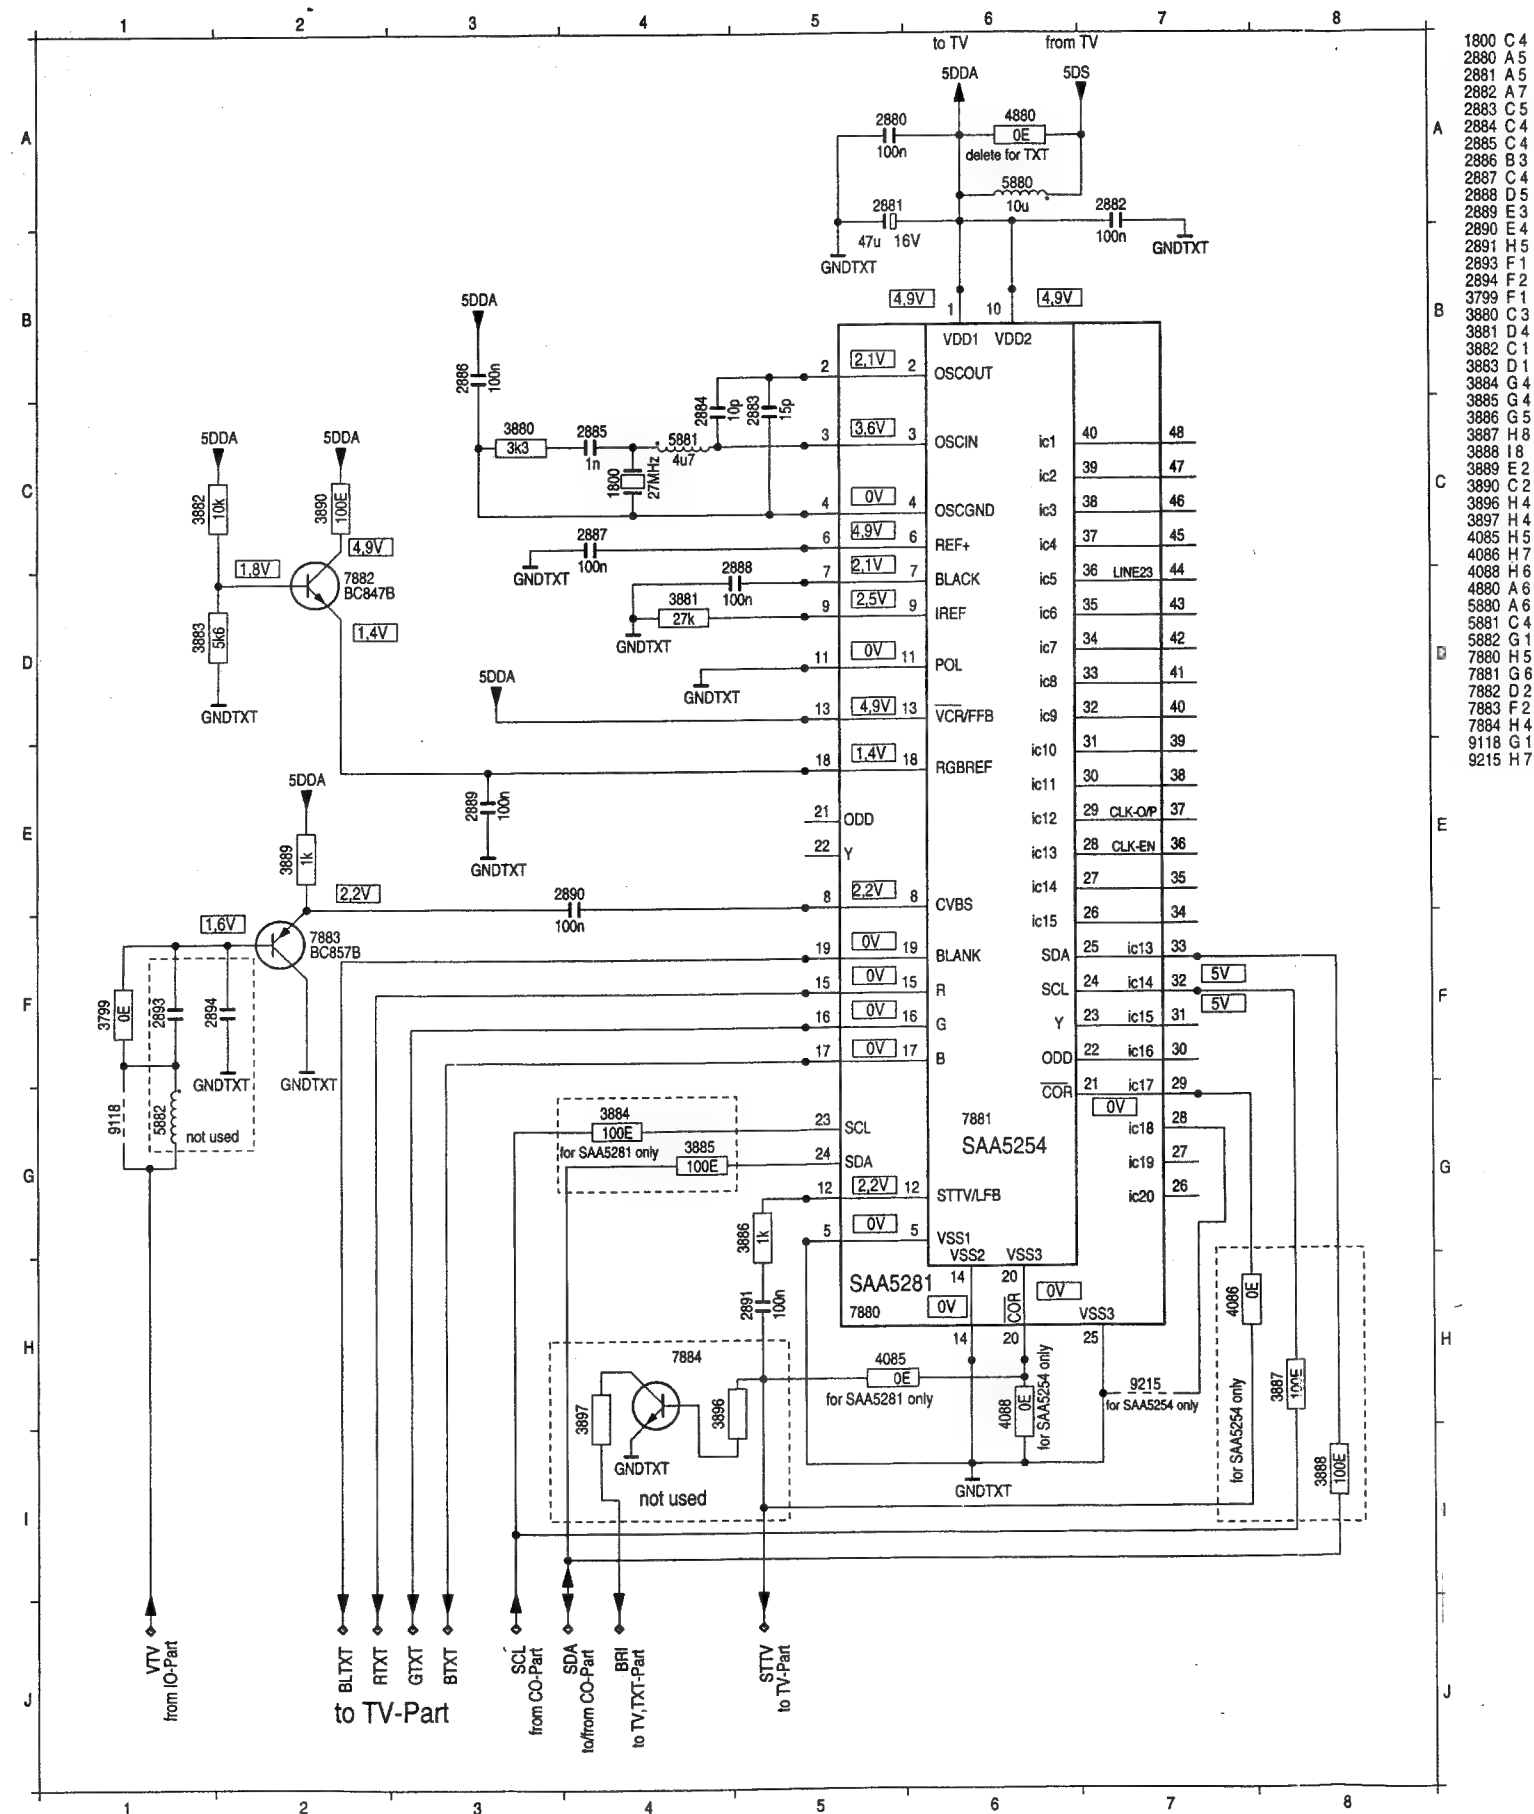 1 2 3 4 5 6 7 8
to TV from TV
5DDA 5DS
2880
100n
4880
0E
delete for TXT
5880
10u
2881
47u 16V
2882
100n
GNDTXT
GNDTXT
A
A
B
B
C
C
D
D
E
E
F
F
G
G
H
H
I
I
J
J
4,9V 1 10 4,9V
VDD1 VDD2
5DDA
2886
100n
2884
10p
2883
15p
2 2,1V 2 OSCOUT
3880
3k3
2885
1n
5881
4u7
1800
27MHz
3 3,6V 3 OSCIN
4 0V 4 OSCGND
2887
100n
GNDTXT
6 4,9V 6 REF+
2888
100n
7 2,1V 7 BLACK
3881
27k
GNDTXT
9 2,5V 9 IREF
11 0V 11 POL
GNDTXT
5DDA
13 4,9V 13 VCR/FFB
18 1,4V 18 RGBREF
21 ODD
22 Y
5DDA 5DDA
3882
10k
3890
100E
4,9V
1,8V
7882
BC847B
3883
5k6
1,4V
GNDTXT
2889
100n
GNDTXT
5DDA
3889
1k
2,2V
2890
100n
8 2,2V 8 CVBS
1,6V
7883
BC857B
19 0V 19 BLANK
15 0V 15 R
16 0V 16 G
17 0V 17 B
3799
0E
2893
2894
GNDTXT GNDTXT
9118
5882
not used
3884
100E
for SAA5281 only
3885
100E
23 SCL
24 SDA
12 2,2V 12 STTV/LFB
5 0V 5 VSS1
3886
1k
2891
100n
7881
SAA5254
VSS2 VSS3
14 20
SAA5281
7880
0V 0V
COR
VSS3
14 20 25
ic1 40 48
ic2 39 47
ic3 38 46
ic4 37 45
ic5 36 LINE23 44
ic6 35 43
ic7 34 42
ic8 33 41
ic9 32 40
ic10 31 39
ic11 30 38
ic12 29 CLK-O/P 37
ic13 28 CLK-EN 36
ic14 27 35
ic15 26 34
SDA 25 ic13 33
5V
SCL 24 ic14 32
5V
Y 23 ic15 31
ODD 22 ic16 30
COR 21 ic17 29
0V
ic18 28
ic19 27
ic20 26
7884
3897
3896
GNDTXT
not used
4085
0E
for SAA5281 only
4088
0E
for SAA5254 only
9215
for SAA5254 only
GNDTXT
4086
0E
for SAA5254 only
3887
100E
3888
100E
VTV
from IO-Part
BLTXT
RTXT
GTXT
BTXT
to TV-Part
SCL
from CO-Part
SDA
to/from CO-Part
BRI
to TV,TXT-Part
STTV
to TV-Part
1 2 3 4 5 6 7 8
1800 C 4
2880 A 5
2881 A 5
2882 A 7
2883 C 5
2884 C 4
2885 C 4
2886 B 3
2887 C 4
2888 D 5
2889 E 3
2890 E 4
2891 H 5
2893 F 1
2894 F 2
3799 F 1
3880 C 3
3881 D 4
3882 C 1
3883 D 1
3884 G 4
3885 G 4
3886 G 5
3887 H 8
3888 I 8
3889 E 2
3890 C 2
3896 H 4
3897 H 4
4085 H 5
4086 H 7
4088 H 6
4880 A 6
5880 A 6
5881 C 4
5882 G 1
7880 H 5
7881 G 6
7882 D 2
7883 F 2
7884 H 4
9118 G 1
9215 H 7